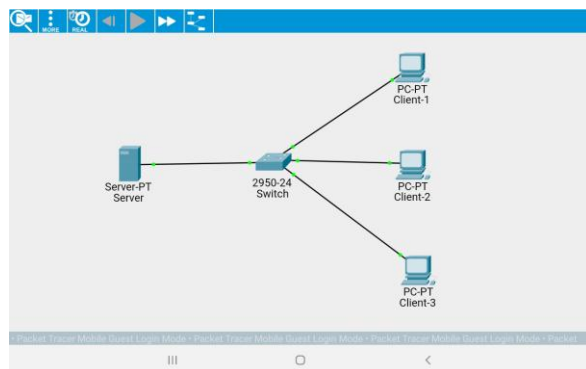 MORE
REAL
PC-PT
Client-1
Server-PT
Server
2950-24
Switch
PC-PT
Client-2
PC-PT
Client-3
• Packet Tracer Mobile Guest Login Mode • Packet Tracer Mobile Guest Login Mode • Packet Tracer Mobile Guest Login Mode • Packet